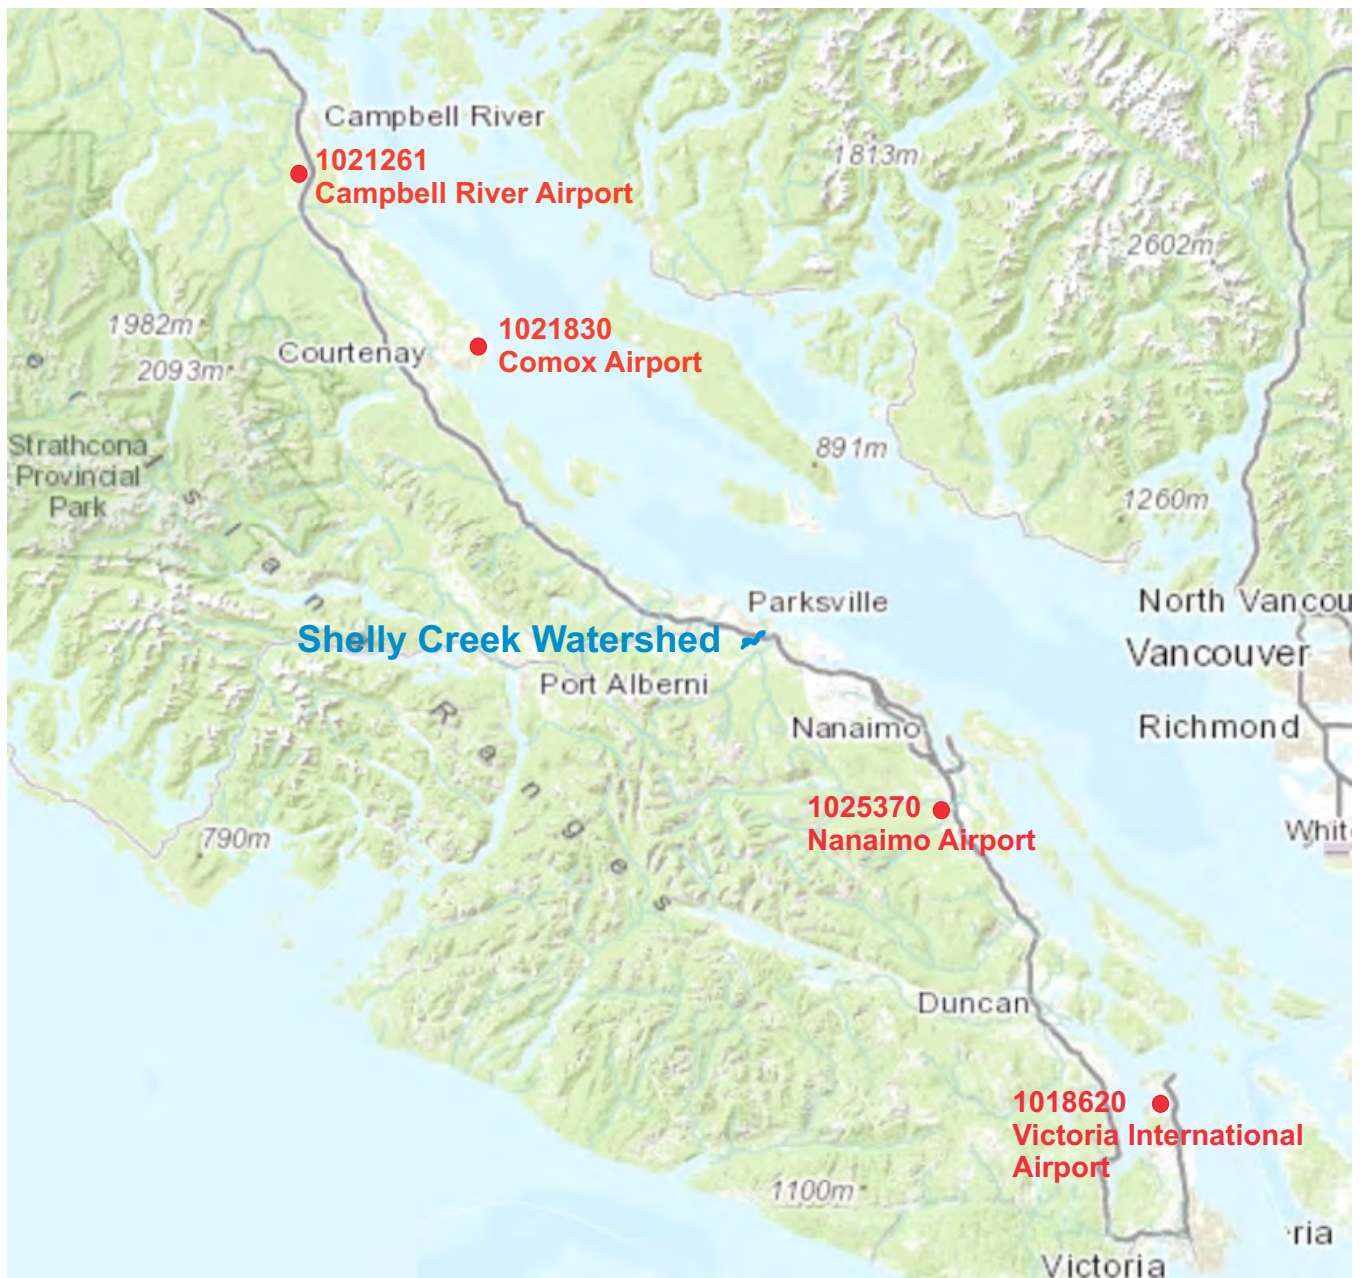 Campbell River
1021261
Campbell River Airport
1813m
2602m
1982m
2093m
Courtenay
1021830
Comox Airport
Strathcona
Provincial
Park
891m
1260m
e r I s l a n d
R a n g e s
Parksville
North Vancou
Shelly Creek Watershed
Vancouver
Port Alberni
Nanaimo
Richmond
1025370
Nanaimo Airport
White
790m
Duncan
1018620
Victoria International
Airport
1100m
ria
Victoria